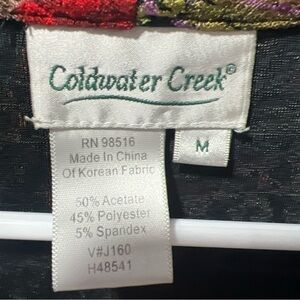 Coldwater Creek®
M
RN 98516
Made In China
Of Korean Fabric
50% Acetate
45% Polyester
5% Spandex
V#J160
H48541